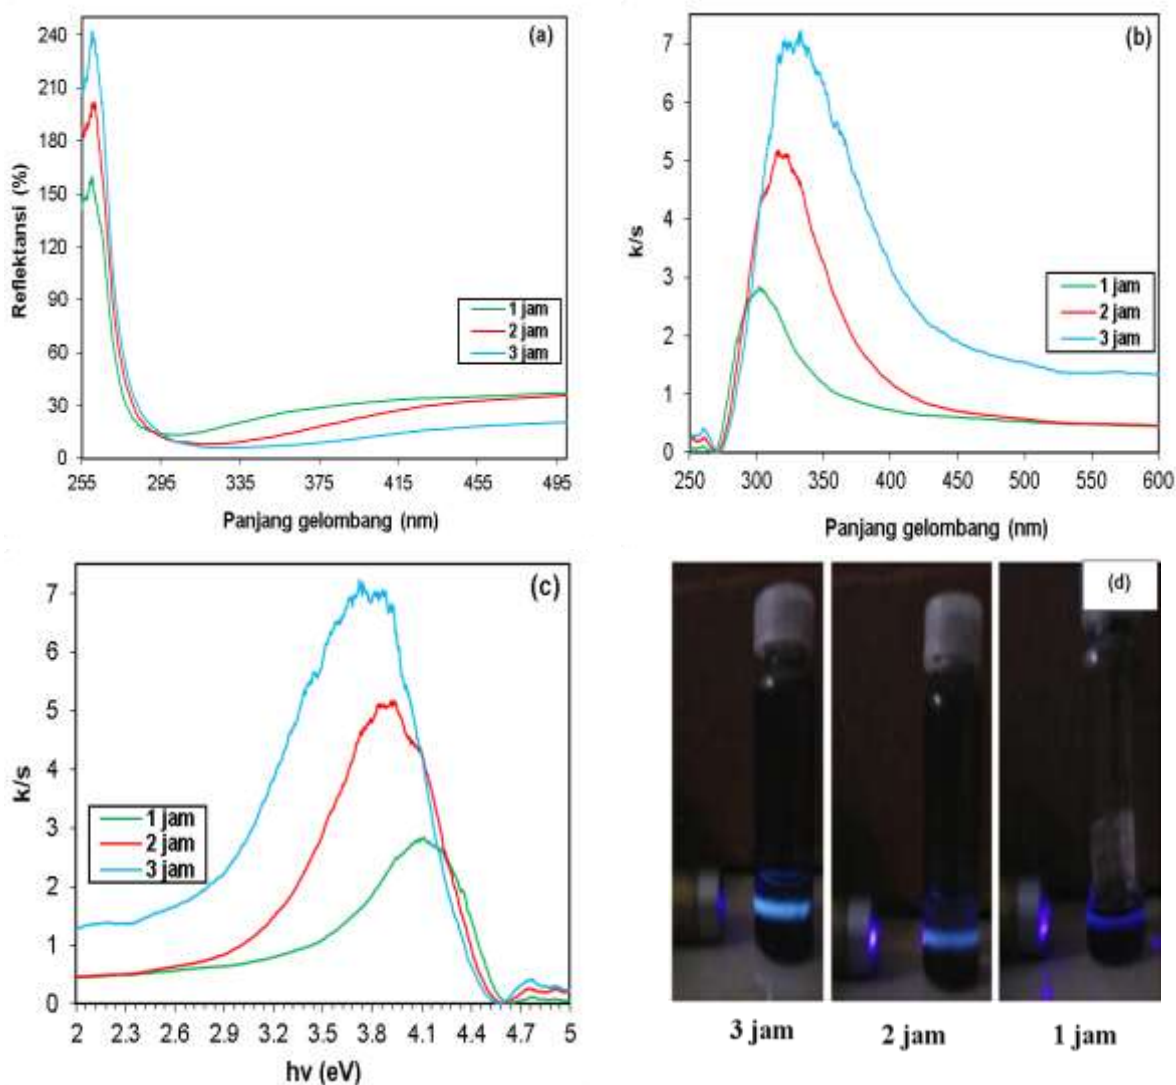 (a)
Reflektansi (%)
240
210
180
150
120
90
60
30
0
255 295 335 375 415 455 495
Panjang gelombang (nm)
1 jam
2 jam
3 jam
(b)
k/s
7
6
5
4
3
2
1
0
250 300 350 400 450 500 550 600
Panjang gelombang (nm)
1 jam
2 jam
3 jam
(c)
k/s
7
6
5
4
3
2
1
0
2 2.3 2.6 2.9 3.2 3.5 3.8 4.1 4.4 4.7 5
hv (eV)
1 jam
2 jam
3 jam
(d)
3 jam 2 jam 1 jam